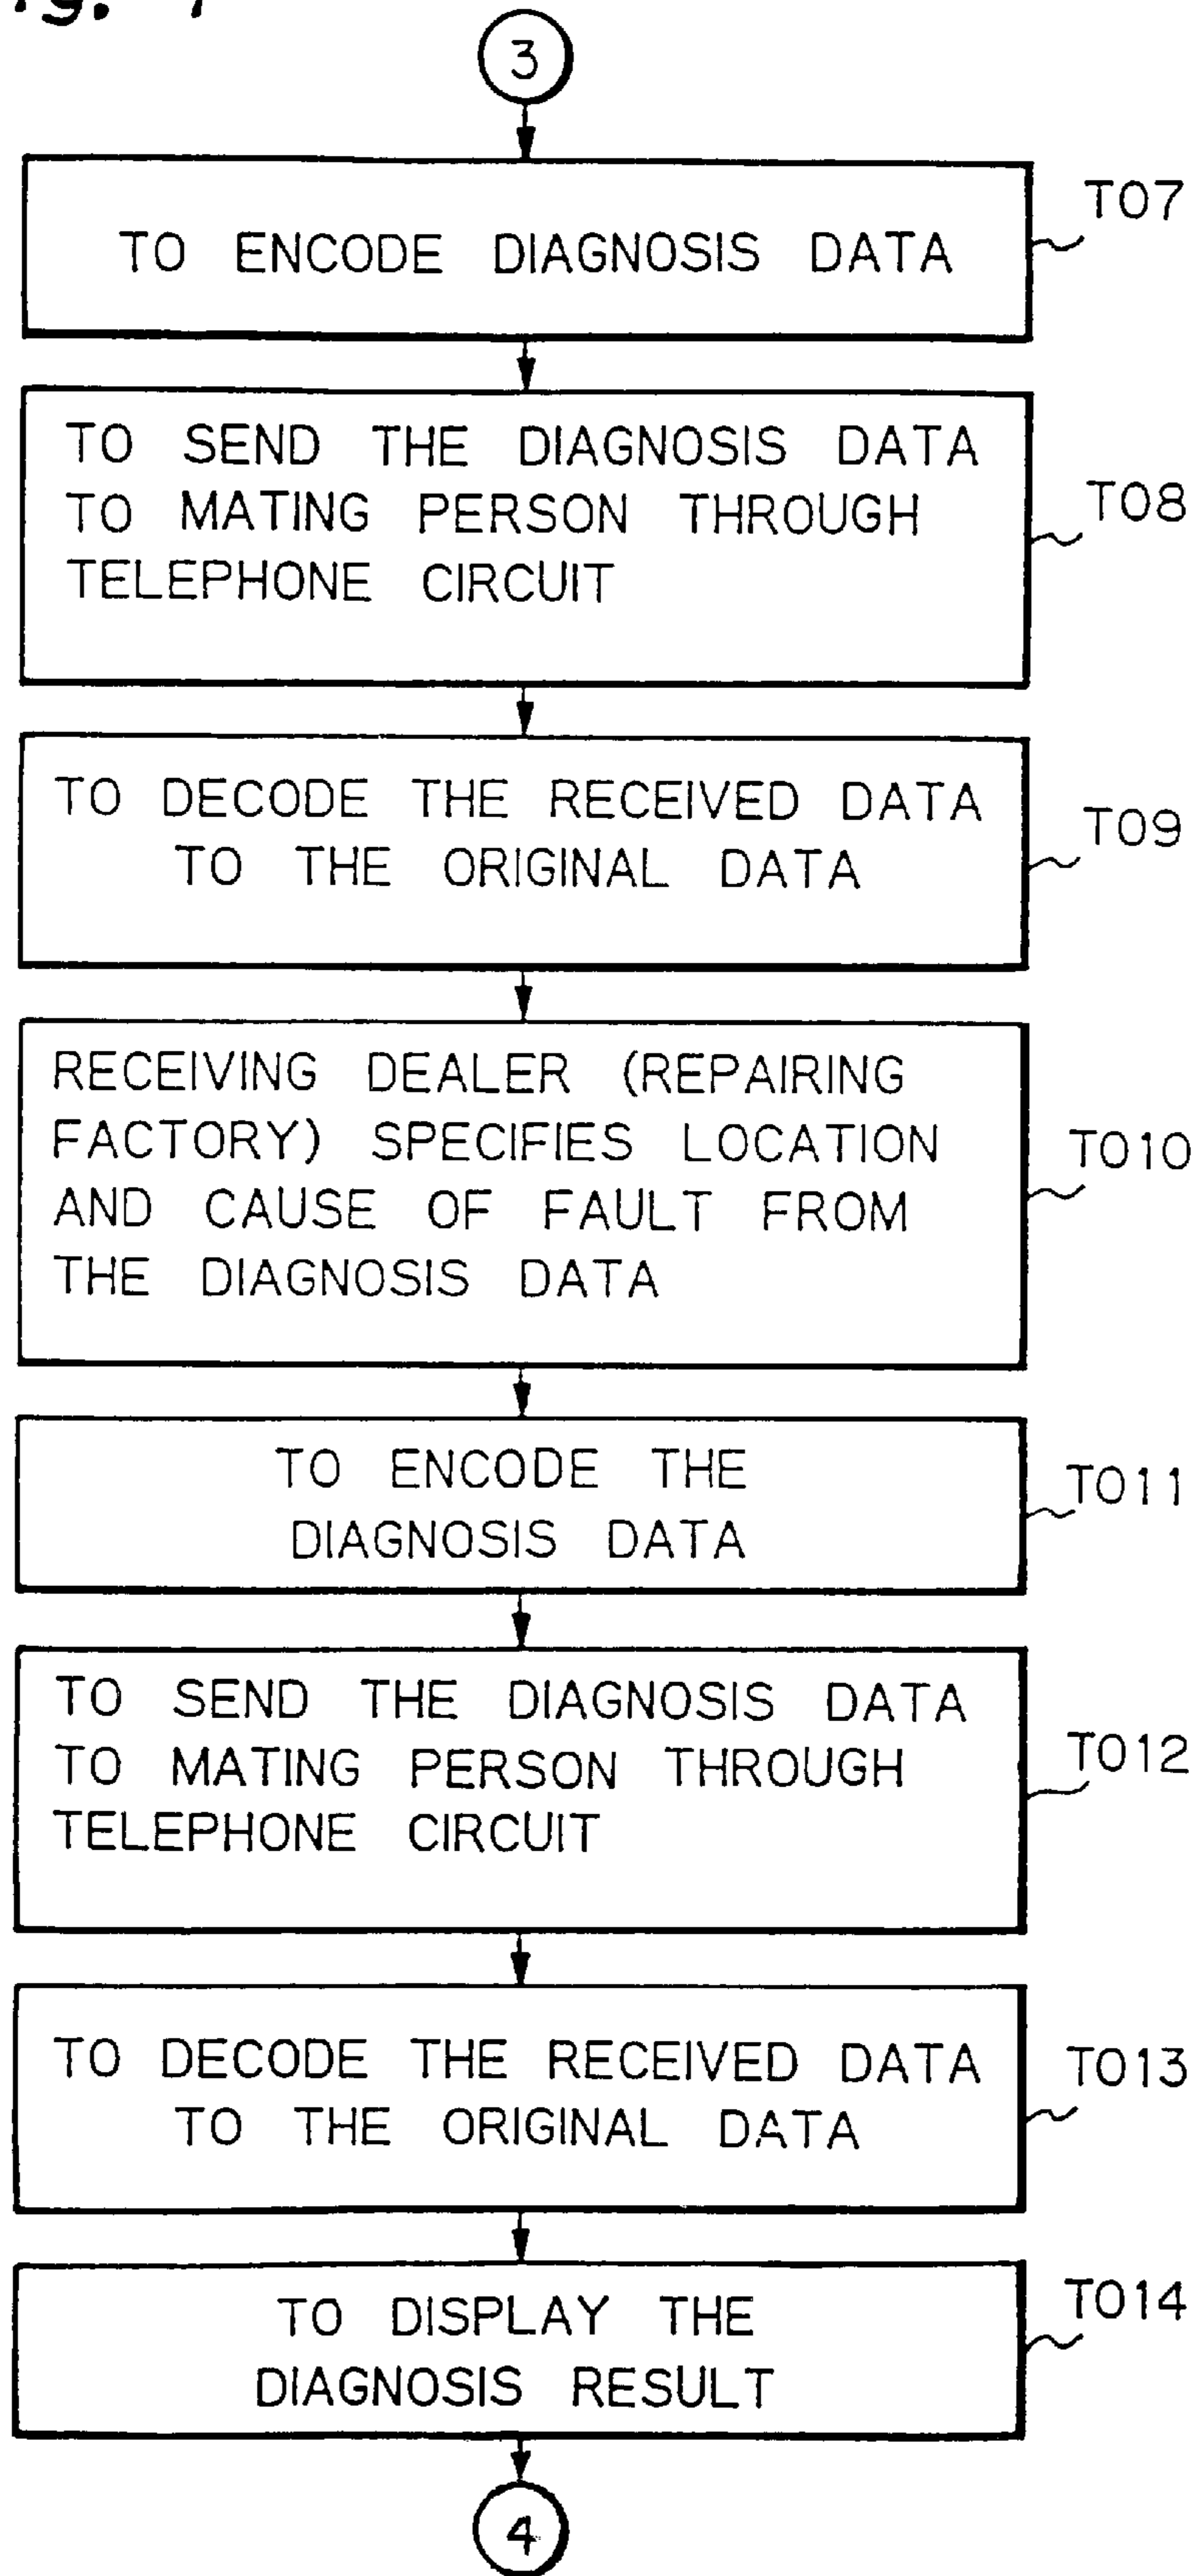 3
TO ENCODE DIAGNOSIS DATA
T07
TO SEND THE DIAGNOSIS DATA
TO MATING PERSON THROUGH
TELEPHONE CIRCUIT
T08
TO DECODE THE RECEIVED DATA
TO THE ORIGINAL DATA
T09
RECEIVING DEALER (REPAIRING
FACTORY) SPECIFIES LOCATION
AND CAUSE OF FAULT FROM
THE DIAGNOSIS DATA
T010
TO ENCODE THE
DIAGNOSIS DATA
T011
TO SEND THE DIAGNOSIS DATA
TO MATING PERSON THROUGH
TELEPHONE CIRCUIT
T012
TO DECODE THE RECEIVED DATA
TO THE ORIGINAL DATA
T013
TO DISPLAY THE
DIAGNOSIS RESULT
T014
4